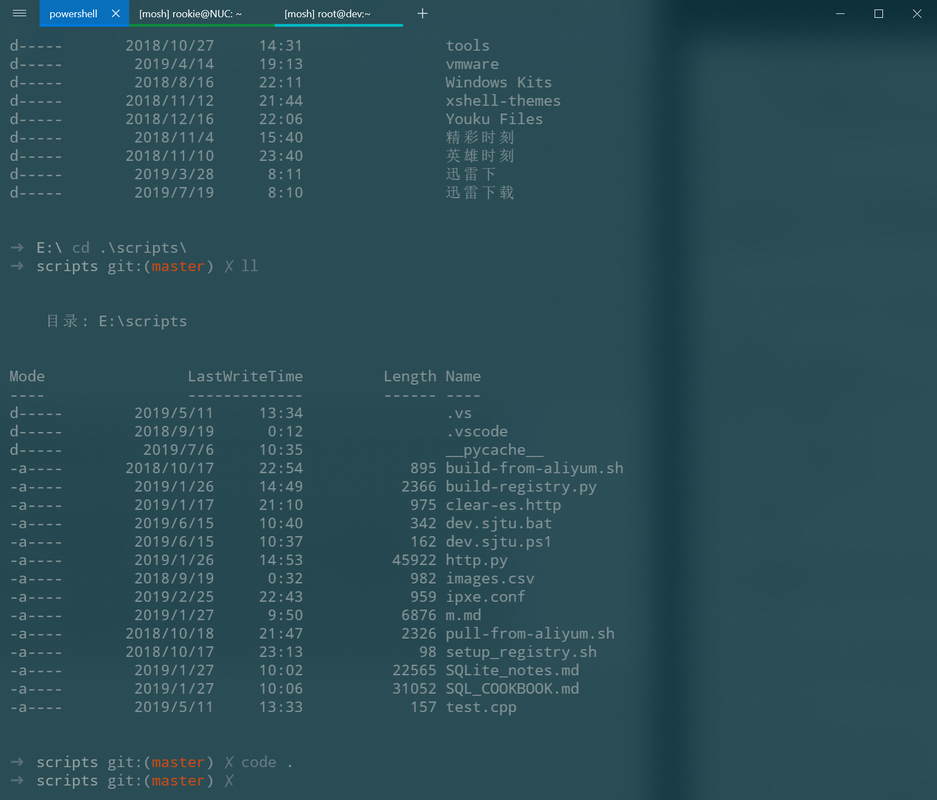 powershell [mosh] rookie@NUC: ~ [mosh] root@dev:~
d----- 2018/10/27 14:31 tools
d----- 2019/4/14 19:13 vmware
d----- 2018/8/16 22:11 Windows Kits
d----- 2018/11/12 21:44 xshell-themes
d----- 2018/12/16 22:06 Youku Files
d----- 2018/11/4 15:40 精彩时刻
d----- 2018/11/10 23:40 英雄时刻
d----- 2019/3/28 8:11 迅雷下
d----- 2019/7/19 8:10 迅雷下载
→ E:\ cd .\scripts\
→ scripts git:(master) ✗ ll
目录: E:\scripts
Mode LastWriteTime Length Name
---- ------------- ------ ----
d----- 2019/5/11 13:34 .vs
d----- 2018/9/19 0:12 .vscode
d----- 2019/7/6 10:35 __pycache__
-a---- 2018/10/17 22:54 895 build-from-aliyum.sh
-a---- 2019/1/26 14:49 2366 build-registry.py
-a---- 2019/1/17 21:10 975 clear-es.http
-a---- 2019/6/15 10:40 342 dev.sjtu.bat
-a---- 2019/6/15 10:37 162 dev.sjtu.ps1
-a---- 2019/1/26 14:53 45922 http.py
-a---- 2018/9/19 0:32 982 images.csv
-a---- 2019/2/25 22:43 959 ipxe.conf
-a---- 2019/1/27 9:50 6876 m.md
-a---- 2018/10/18 21:47 2326 pull-from-aliyum.sh
-a---- 2018/10/17 23:13 98 setup_registry.sh
-a---- 2019/1/27 10:02 22565 SQLite_notes.md
-a---- 2019/1/27 10:06 31052 SQL_COOKBOOK.md
-a---- 2019/5/11 13:33 157 test.cpp
→ scripts git:(master) ✗ code .
→ scripts git:(master) ✗